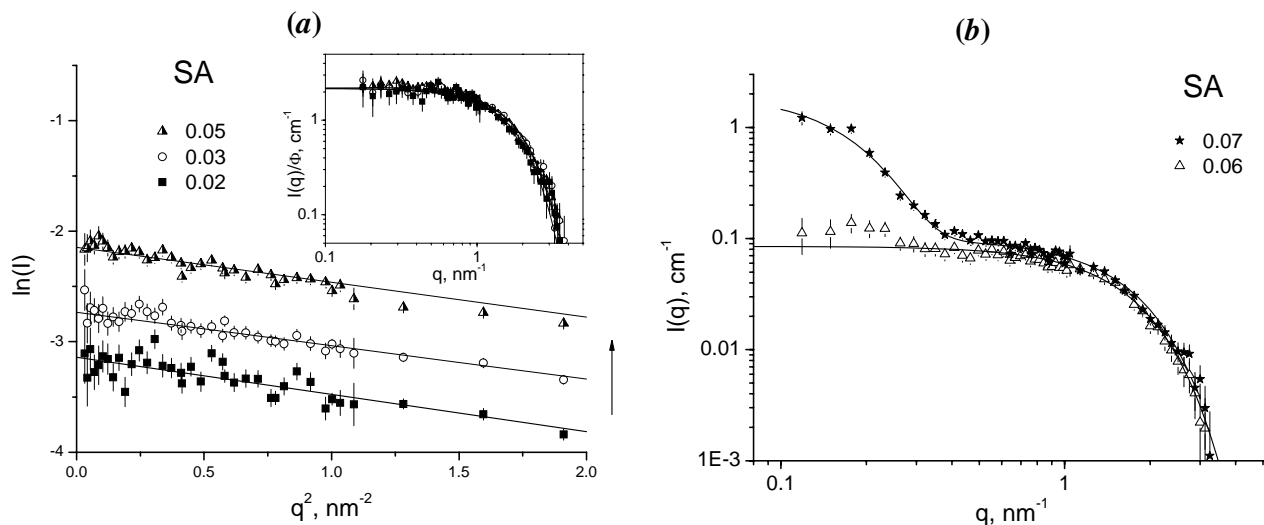 (a)
SA
0.05
0.03
0.02
ln(I)
-1
-2
-3
-4
0.0 0.5 1.0 1.5 2.0
q², nm⁻²
I(q)/Φ, cm⁻¹
1
0.1
1
q, nm⁻¹
(b)
SA
0.07
0.06
I(q), cm⁻¹
1
0.1
0.01
1E-3
0.1 1
q, nm⁻¹